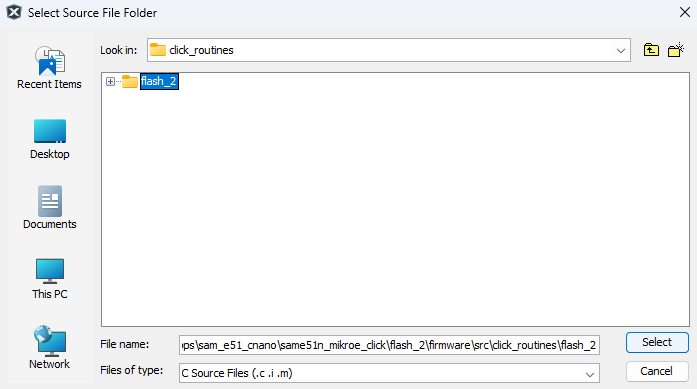 Select Source File Folder
Look in: click_routines
Recent Items
flash_2
Desktop
Documents
This PC
Network
File name: ops\sam_e51_cnano\same51n_mikroe_click\flash_2\firmware\src\click_routines\flash_2
Select
Files of type: C Source Files (.c .i .m)
Cancel